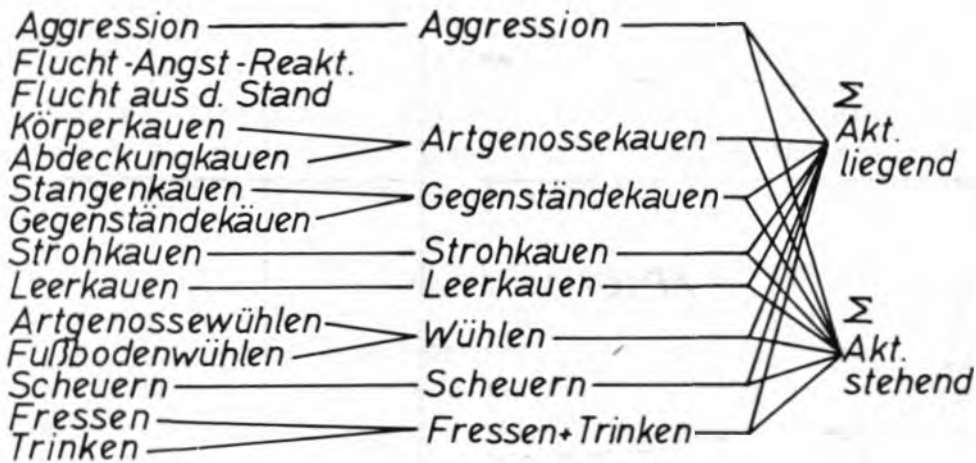 Aggression
Flucht-Angst-Reakt.
Flucht aus d. Stand
Körperkauen
Abdeckungkauen
Stangenkauen
Gegenständekäuen
Strohkauen
Leerkauen
Artgenossewühlen
Fußbodenwühlen
Scheuern
Fressen
Trinken
Aggression
Artgenossekauen
Gegenständekauen
Strohkauen
Leerkauen
Wühlen
Scheuern
Fressen+Trinken
Σ
Akt.
liegend
Σ
Akt.
stehend